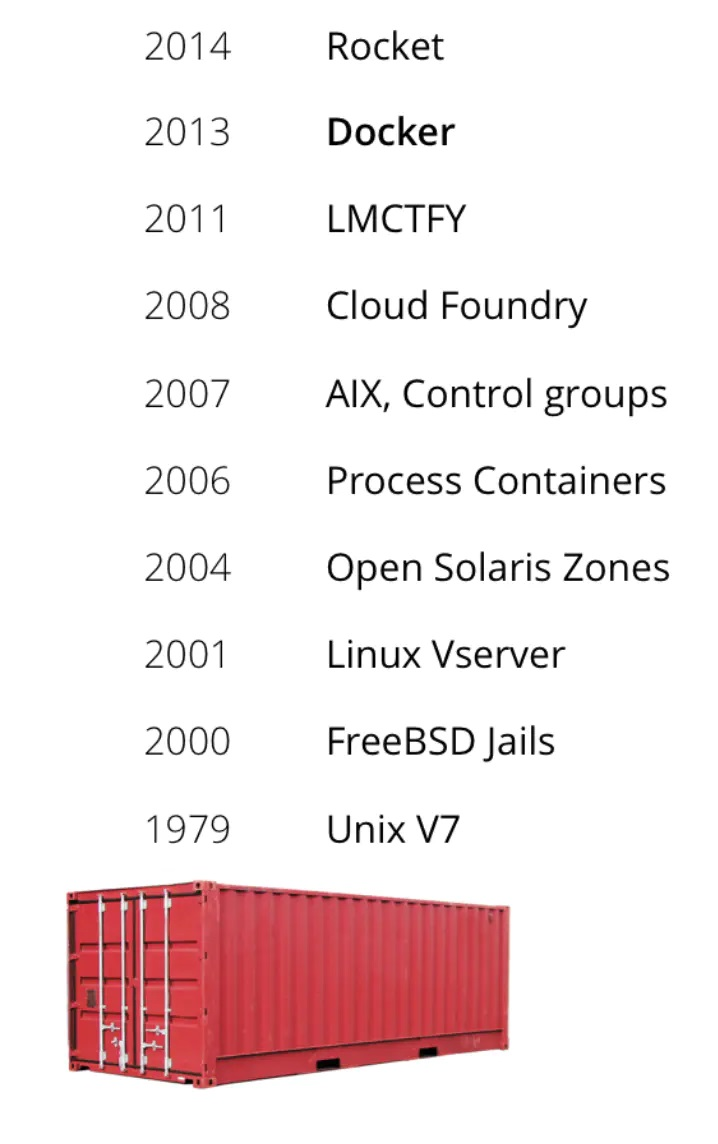 2014 Rocket
2013 Docker
2011 LMCTFY
2008 Cloud Foundry
2007 AIX, Control groups
2006 Process Containers
2004 Open Solaris Zones
2001 Linux Vserver
2000 FreeBSD Jails
1979 Unix V7